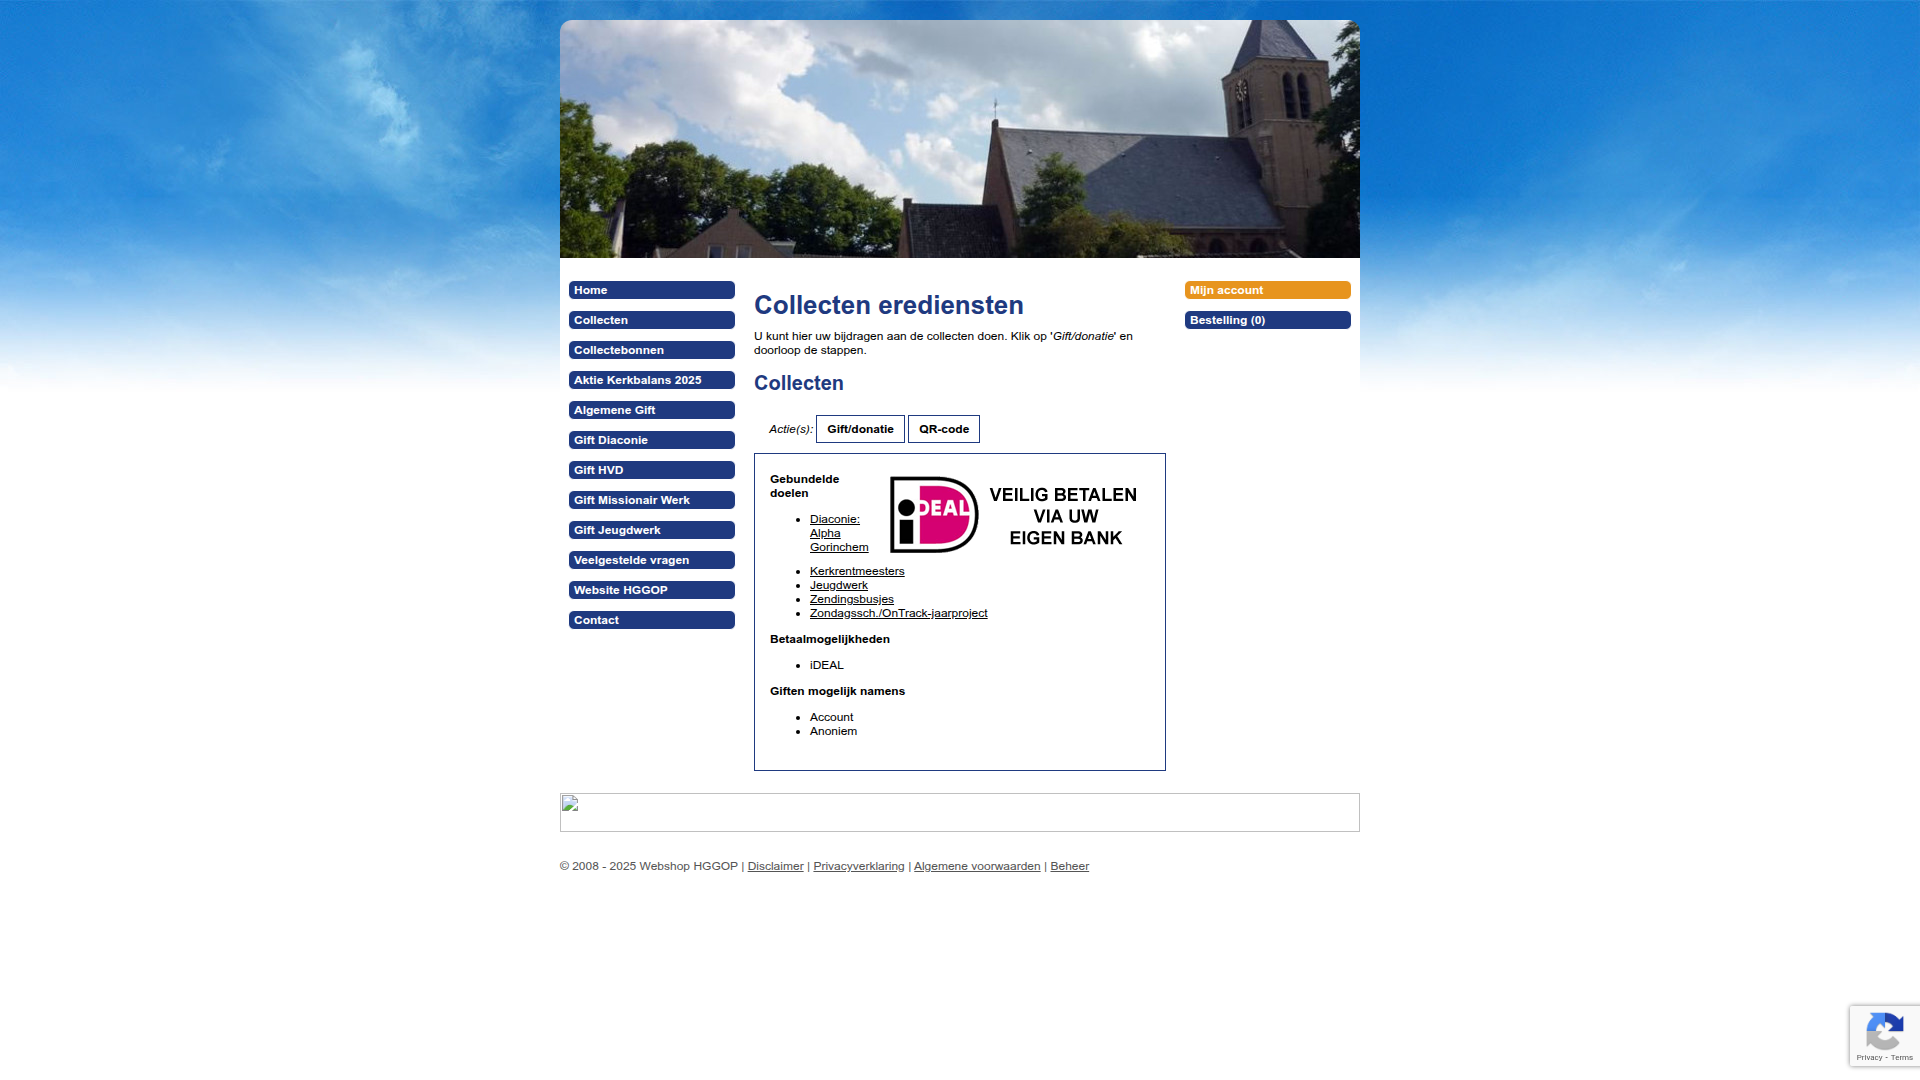 Home
Collecten
Collectebonnen
Aktie Kerkbalans 2025
Algemene Gift
Gift Diaconie
Gift HVD
Gift Missionair Werk
Gift Jeugdwerk
Veelgestelde vragen
Website HGGOP
Contact
Collecten erediensten
U kunt hier uw bijdragen aan de collecten doen. Klik op 'Gift/donatie' en
doorloop de stappen.
Collecten
Actie(s): Gift/donatie QR-code
Gebundelde
doelen
Diaconie:
Alpha
Gorinchem
Kerkrentmeesters
Jeugdwerk
Zendingsbusjes
Zondagssch./OnTrack-jaarproject
iDEAL
VEILIG BETALEN
VIA UW
EIGEN BANK
Betaalmogelijkheden
iDEAL
Giften mogelijk namens
Account
Anoniem
Mijn account
Bestelling (0)
© 2008 - 2025 Webshop HGGOP | Disclaimer | Privacyverklaring | Algemene voorwaarden | Beheer
Privacy - Terms